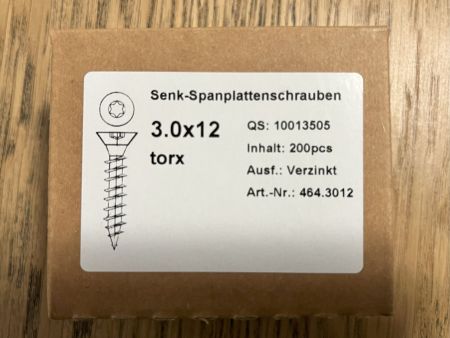 Senk-Spanplattenschrauben
3.0x12
torx
QS: 10013505
Inhalt: 200pcs
Ausf.: Verzinkt
Art.-Nr.: 464.3012